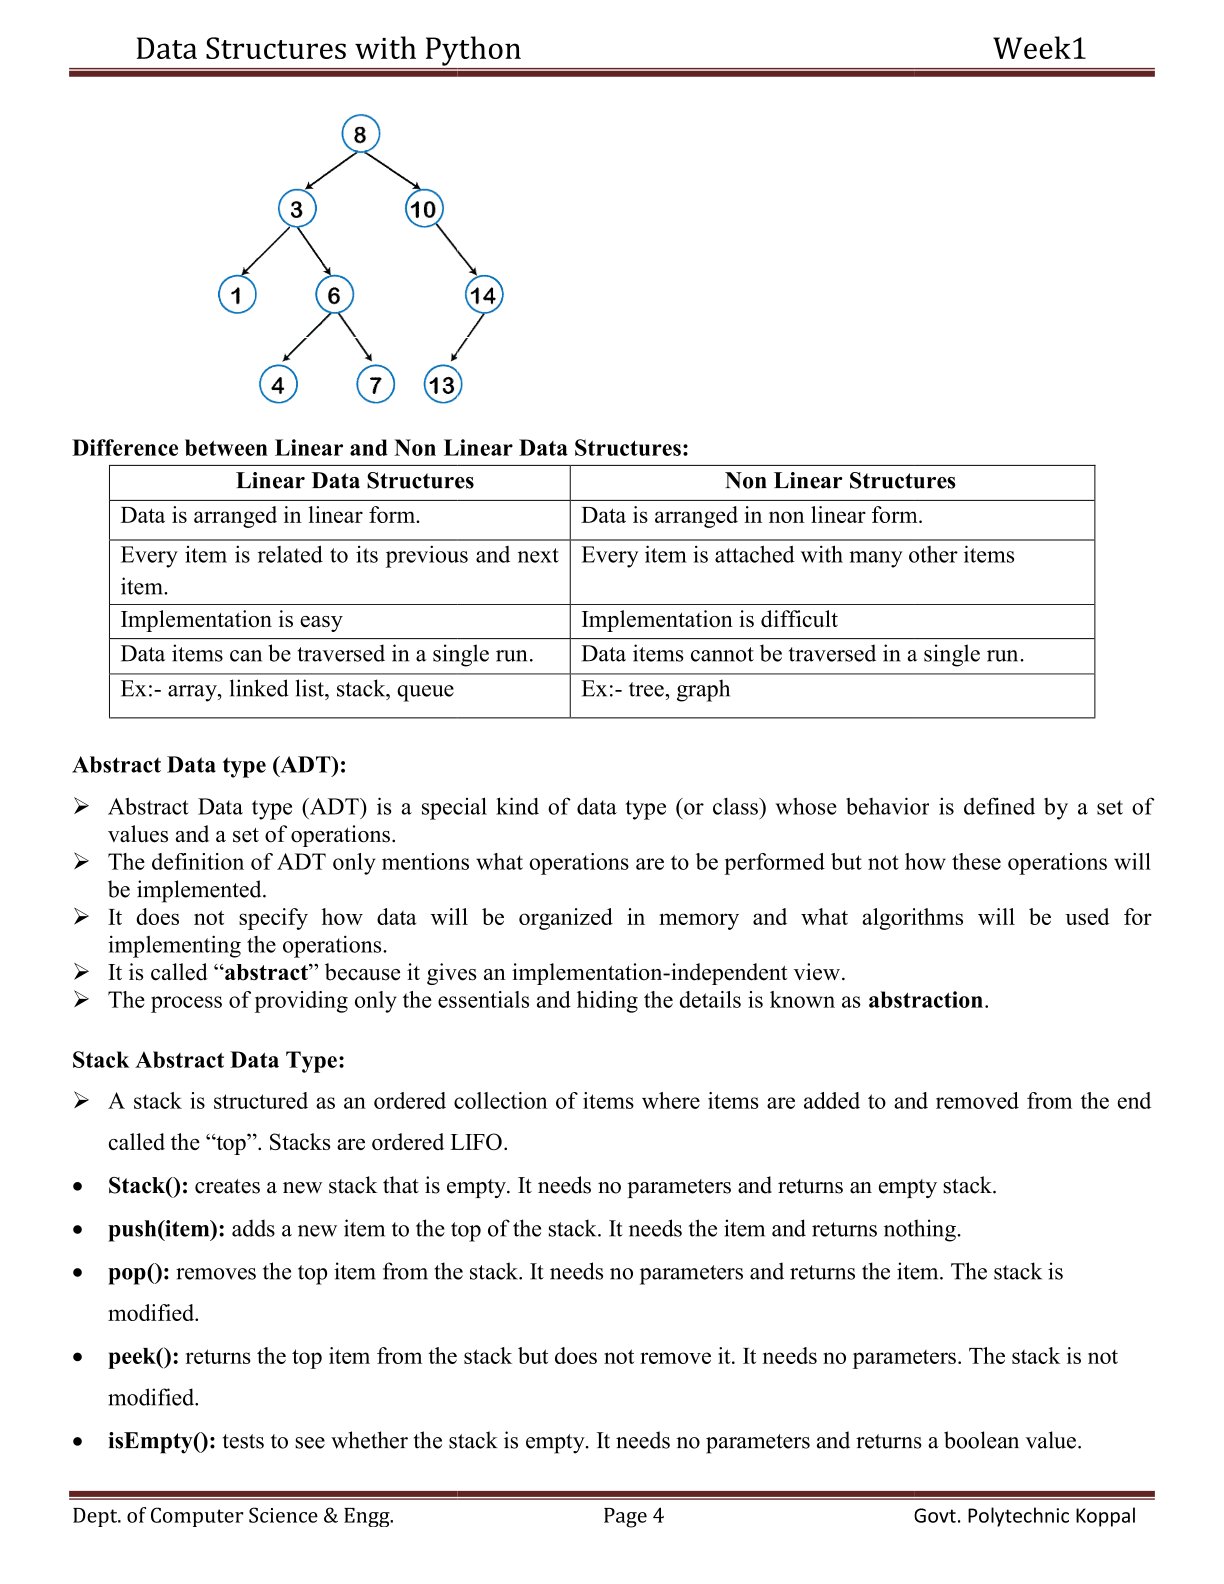 Data Structures with Python Week1
8
3 10
1 6 14
4 7 13
Difference between Linear and Non Linear Data Structures:
Linear Data Structures Non Linear Structures
Data is arranged in linear form. Data is arranged in non linear form.
Every item is related to its previous and next Every item is attached with many other items
item.
Implementation is easy Implementation is difficult
Data items can be traversed in a single run. Data items cannot be traversed in a single run.
Ex:- array, linked list, stack, queue Ex:- tree, graph
Abstract Data type (ADT):
➢ Abstract Data type (ADT) is a special kind of data type (or class) whose behavior is defined by a set of
values and a set of operations.
➢ The definition of ADT only mentions what operations are to be performed but not how these operations will
be implemented.
➢ It does not specify how data will be organized in memory and what algorithms will be used for
implementing the operations.
➢ It is called “abstract” because it gives an implementation-independent view.
➢ The process of providing only the essentials and hiding the details is known as abstraction.
Stack Abstract Data Type:
➢ A stack is structured as an ordered collection of items where items are added to and removed from the end
called the “top”. Stacks are ordered LIFO.
• Stack(): creates a new stack that is empty. It needs no parameters and returns an empty stack.
• push(item): adds a new item to the top of the stack. It needs the item and returns nothing.
• pop(): removes the top item from the stack. It needs no parameters and returns the item. The stack is
modified.
• peek(): returns the top item from the stack but does not remove it. It needs no parameters. The stack is not
modified.
• isEmpty(): tests to see whether the stack is empty. It needs no parameters and returns a boolean value.
Dept. of Computer Science & Engg. Page 4 Govt. Polytechnic Koppal